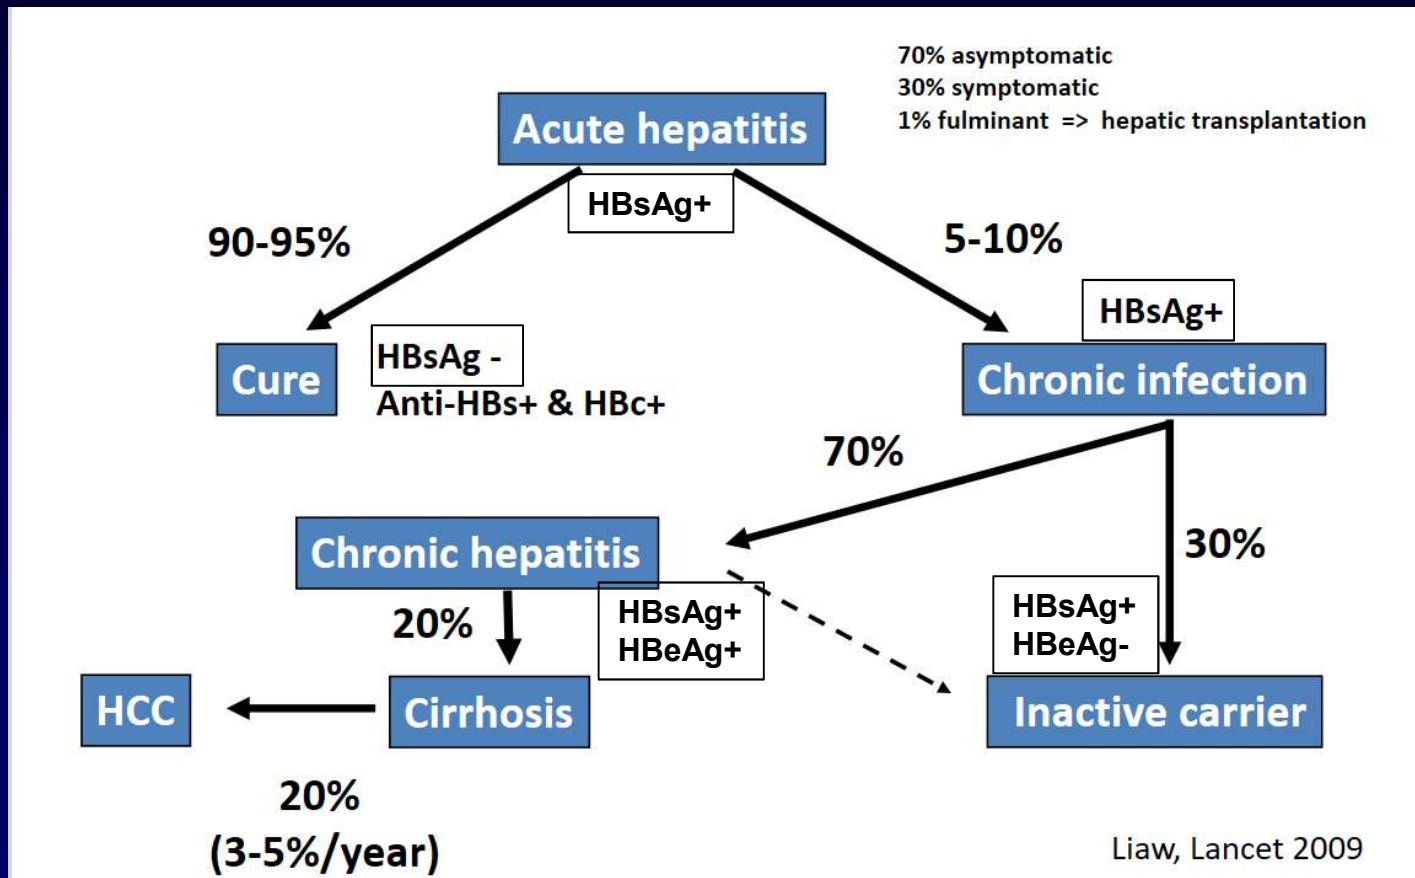 70% asymptomatic
30% symptomatic
1% fulminant => hepatic transplantation
Acute hepatitis
HBsAg+
90-95%
5-10%
HBsAg+
Cure
HBsAg -
Anti-HBs+ & HBc+
Chronic infection
70%
Chronic hepatitis
30%
HBsAg+
HBeAg+
20%
HBsAg+
HBeAg-
HCC
Cirrhosis
Inactive carrier
20%
(3-5%/year)
Liaw, Lancet 2009